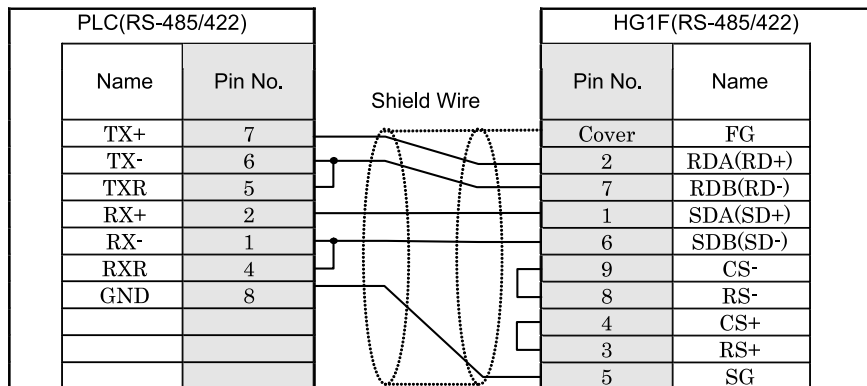 PLC(RS-485/422) HG1F(RS-485/422)
Name Pin No. Shield Wire Pin No. Name
TX+ 7 Cover FG
TX- 6 2 RDA(RD+)
TXR 5 7 RDB(RD-)
RX+ 2 1 SDA(SD+)
RX- 1 6 SDB(SD-)
RXR 4 9 CS-
GND 8 8 RS-
4 CS+
3 RS+
5 SG